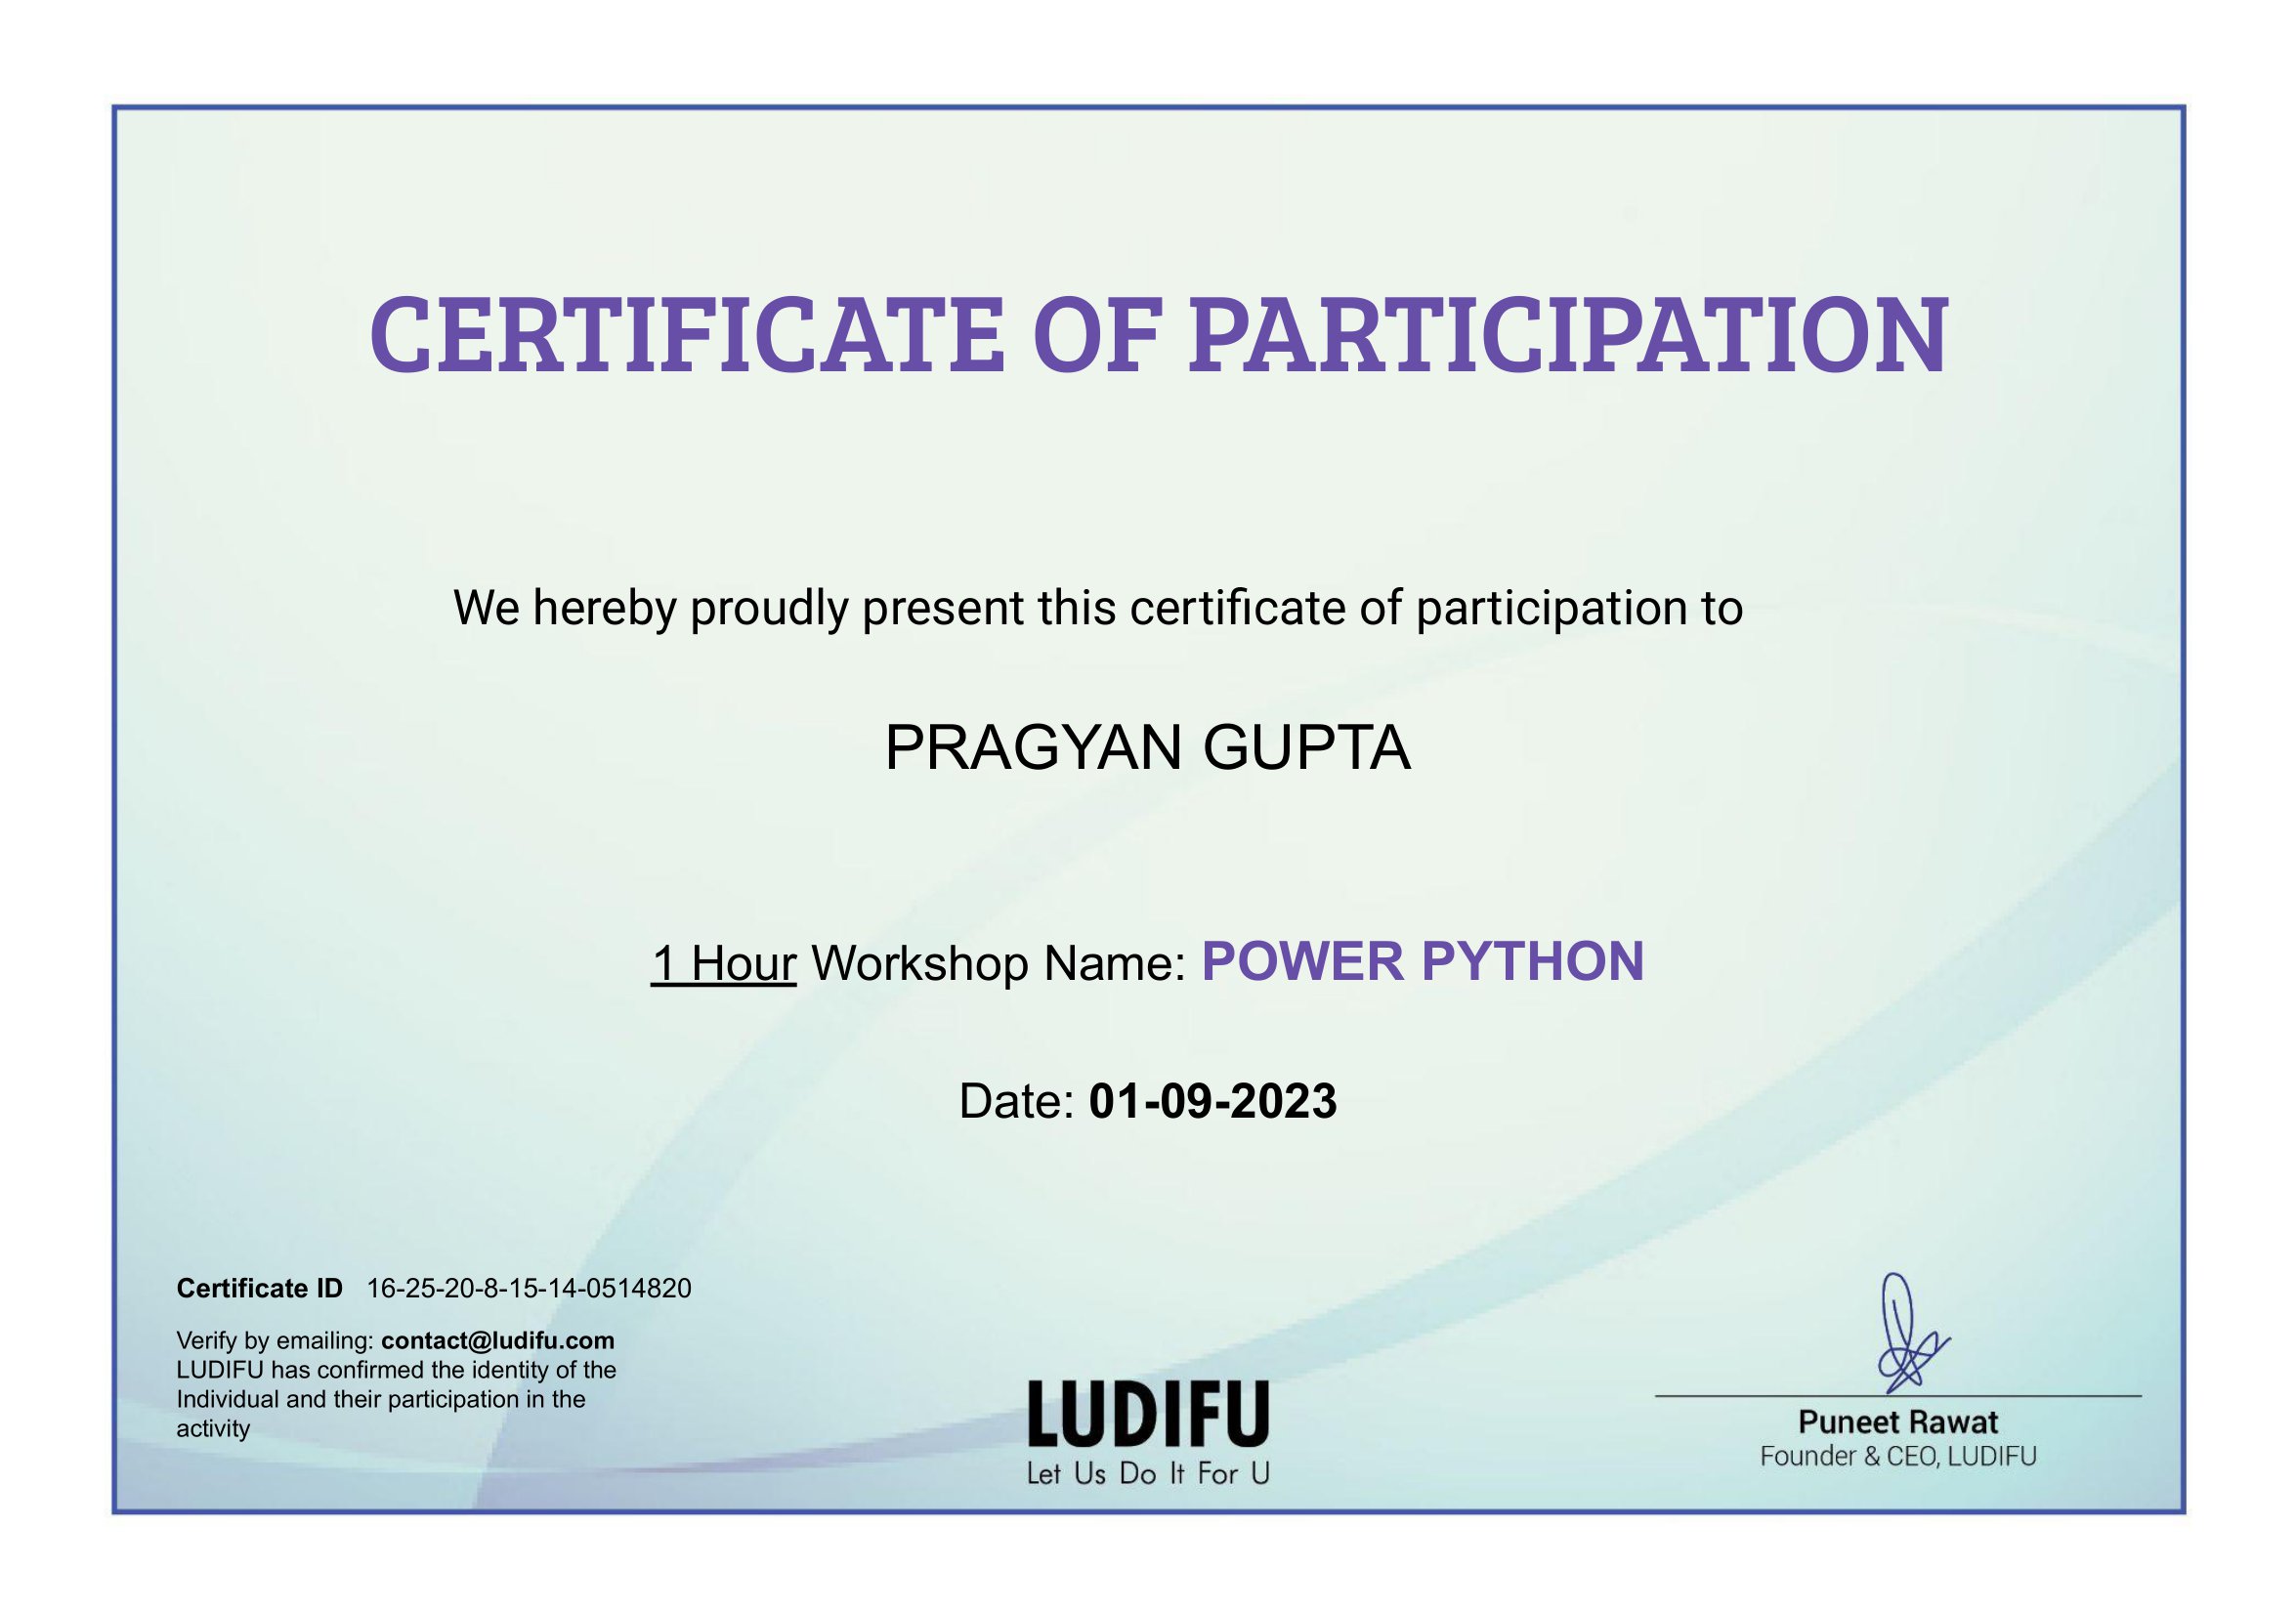 CERTIFICATE OF PARTICIPATION
We hereby proudly present this certificate of participation to
PRAGYAN GUPTA
1 Hour Workshop Name: POWER PYTHON
Date: 01-09-2023
Certificate ID 16-25-20-8-15-14-0514820
Verify by emailing: contact@ludifu.com
LUDIFU has confirmed the identity of the
Individual and their participation in the
activity
LUDIFU
Let Us Do It For U
Puneet Rawat
Founder & CEO, LUDIFU